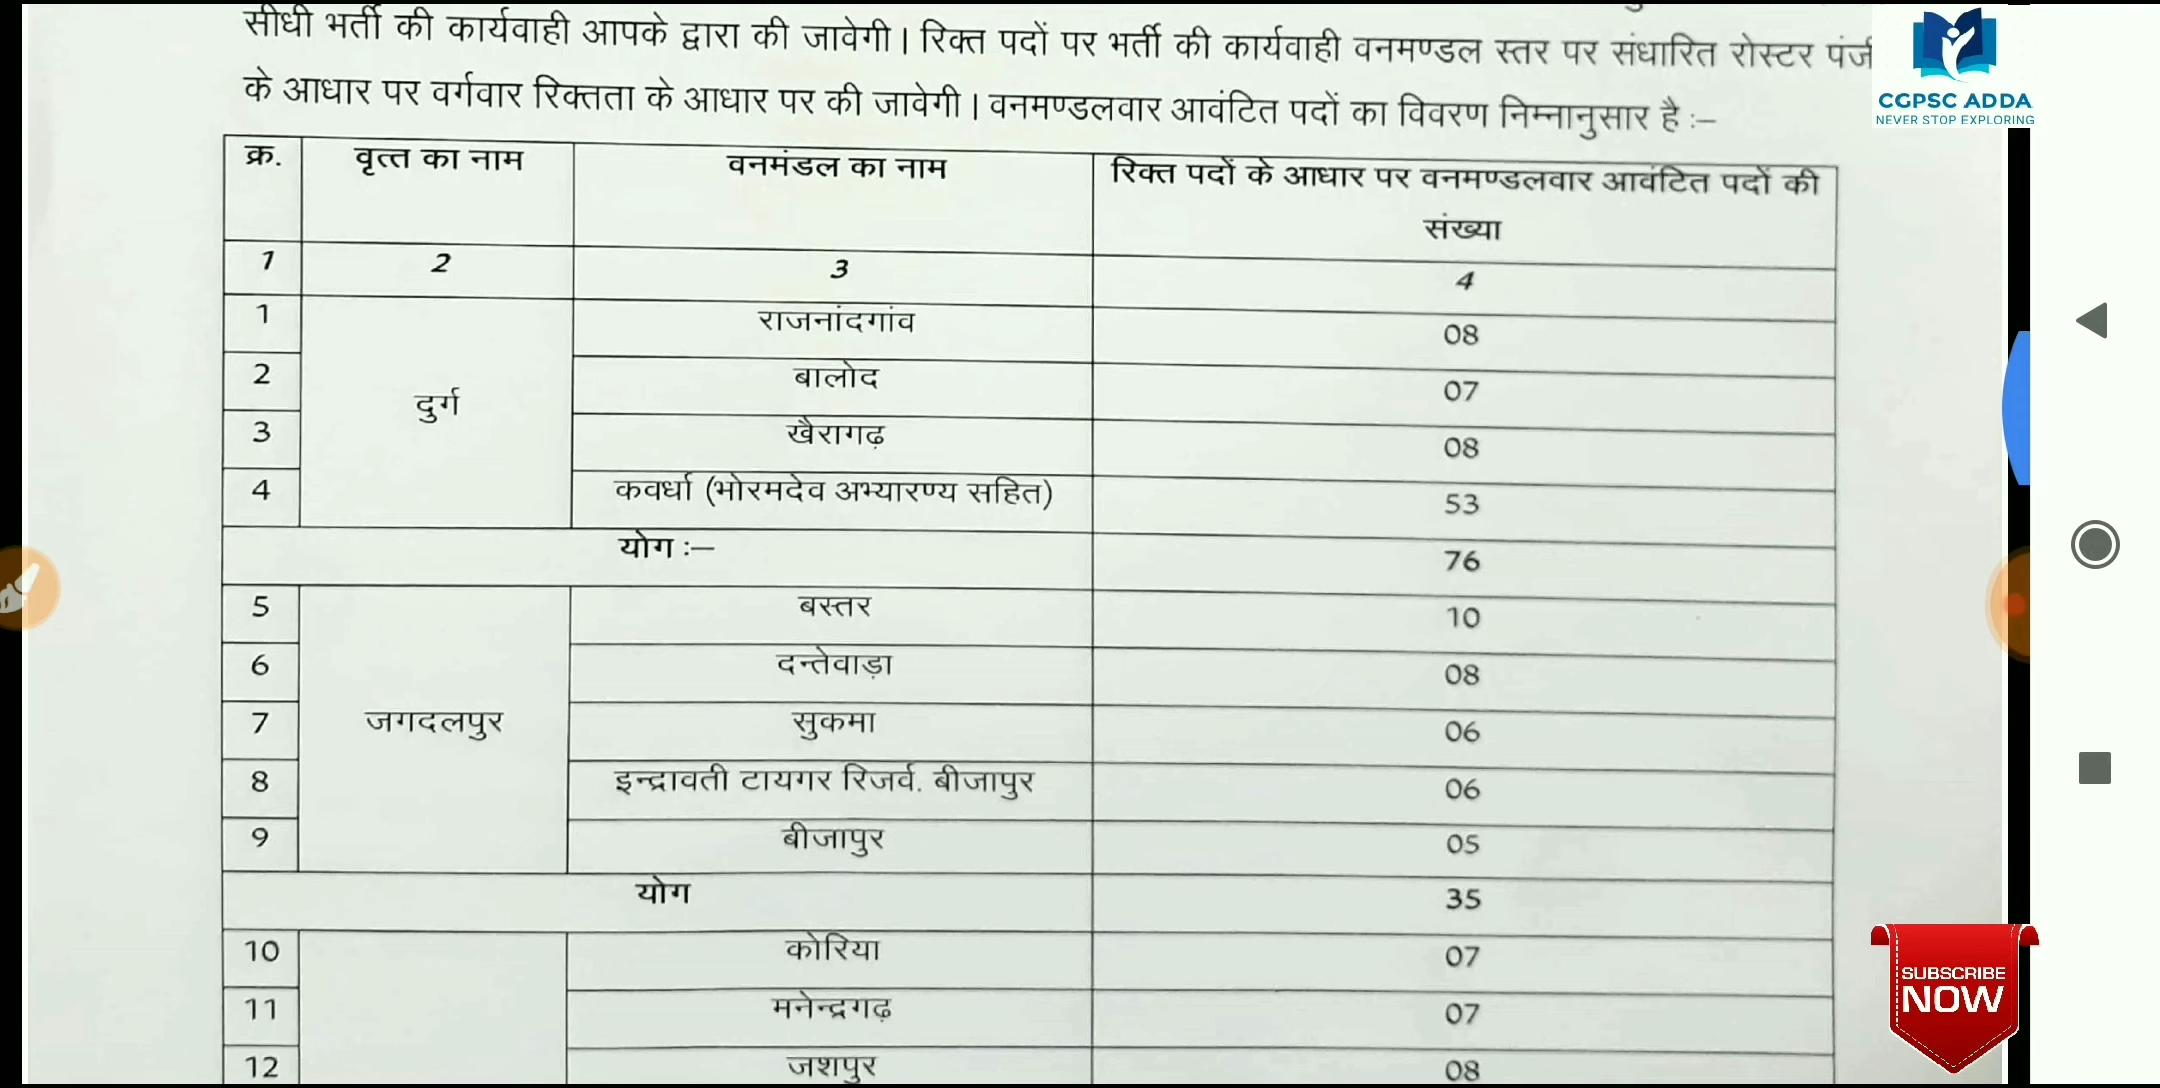 सीधी भर्ती की कार्यवाही आपके द्वारा की जावेगी। रिक्त पदों पर भर्ती की कार्यवाही वनमण्डल स्तर पर संधारित रोस्टर
के आधार पर वर्गवार रिक्तता के आधार पर की जावेगी। वनमण्डलवार आवंटित पदों का विवरण निम्नानुसार है :–
CGPSC ADDA
NEVER STOP EXPLORING
क्र. वृत्त का नाम वनमंडल का नाम रिक्त पदों के आधार पर वनमण्डलवार आवंटित पदों की
संख्या
1 2 3 4
1 राजनांदगांव 08
2 बालोद 07
दुर्ग
3 खैरागढ़ 08
4 कवर्धा (भोरमदेव अभ्यारण्य सहित) 53
योग :– 76
5 बस्तर 10
6 दन्तेवाड़ा 08
7 जगदलपुर सुकमा 06
8 इन्द्रावती टायगर रिजर्व. बीजापुर 06
9 बीजापुर 05
योग 35
10 कोरिया 07
11 मनेन्द्रगढ़ 07
12 जशपुर 08
SUBSCRIBE
NOW